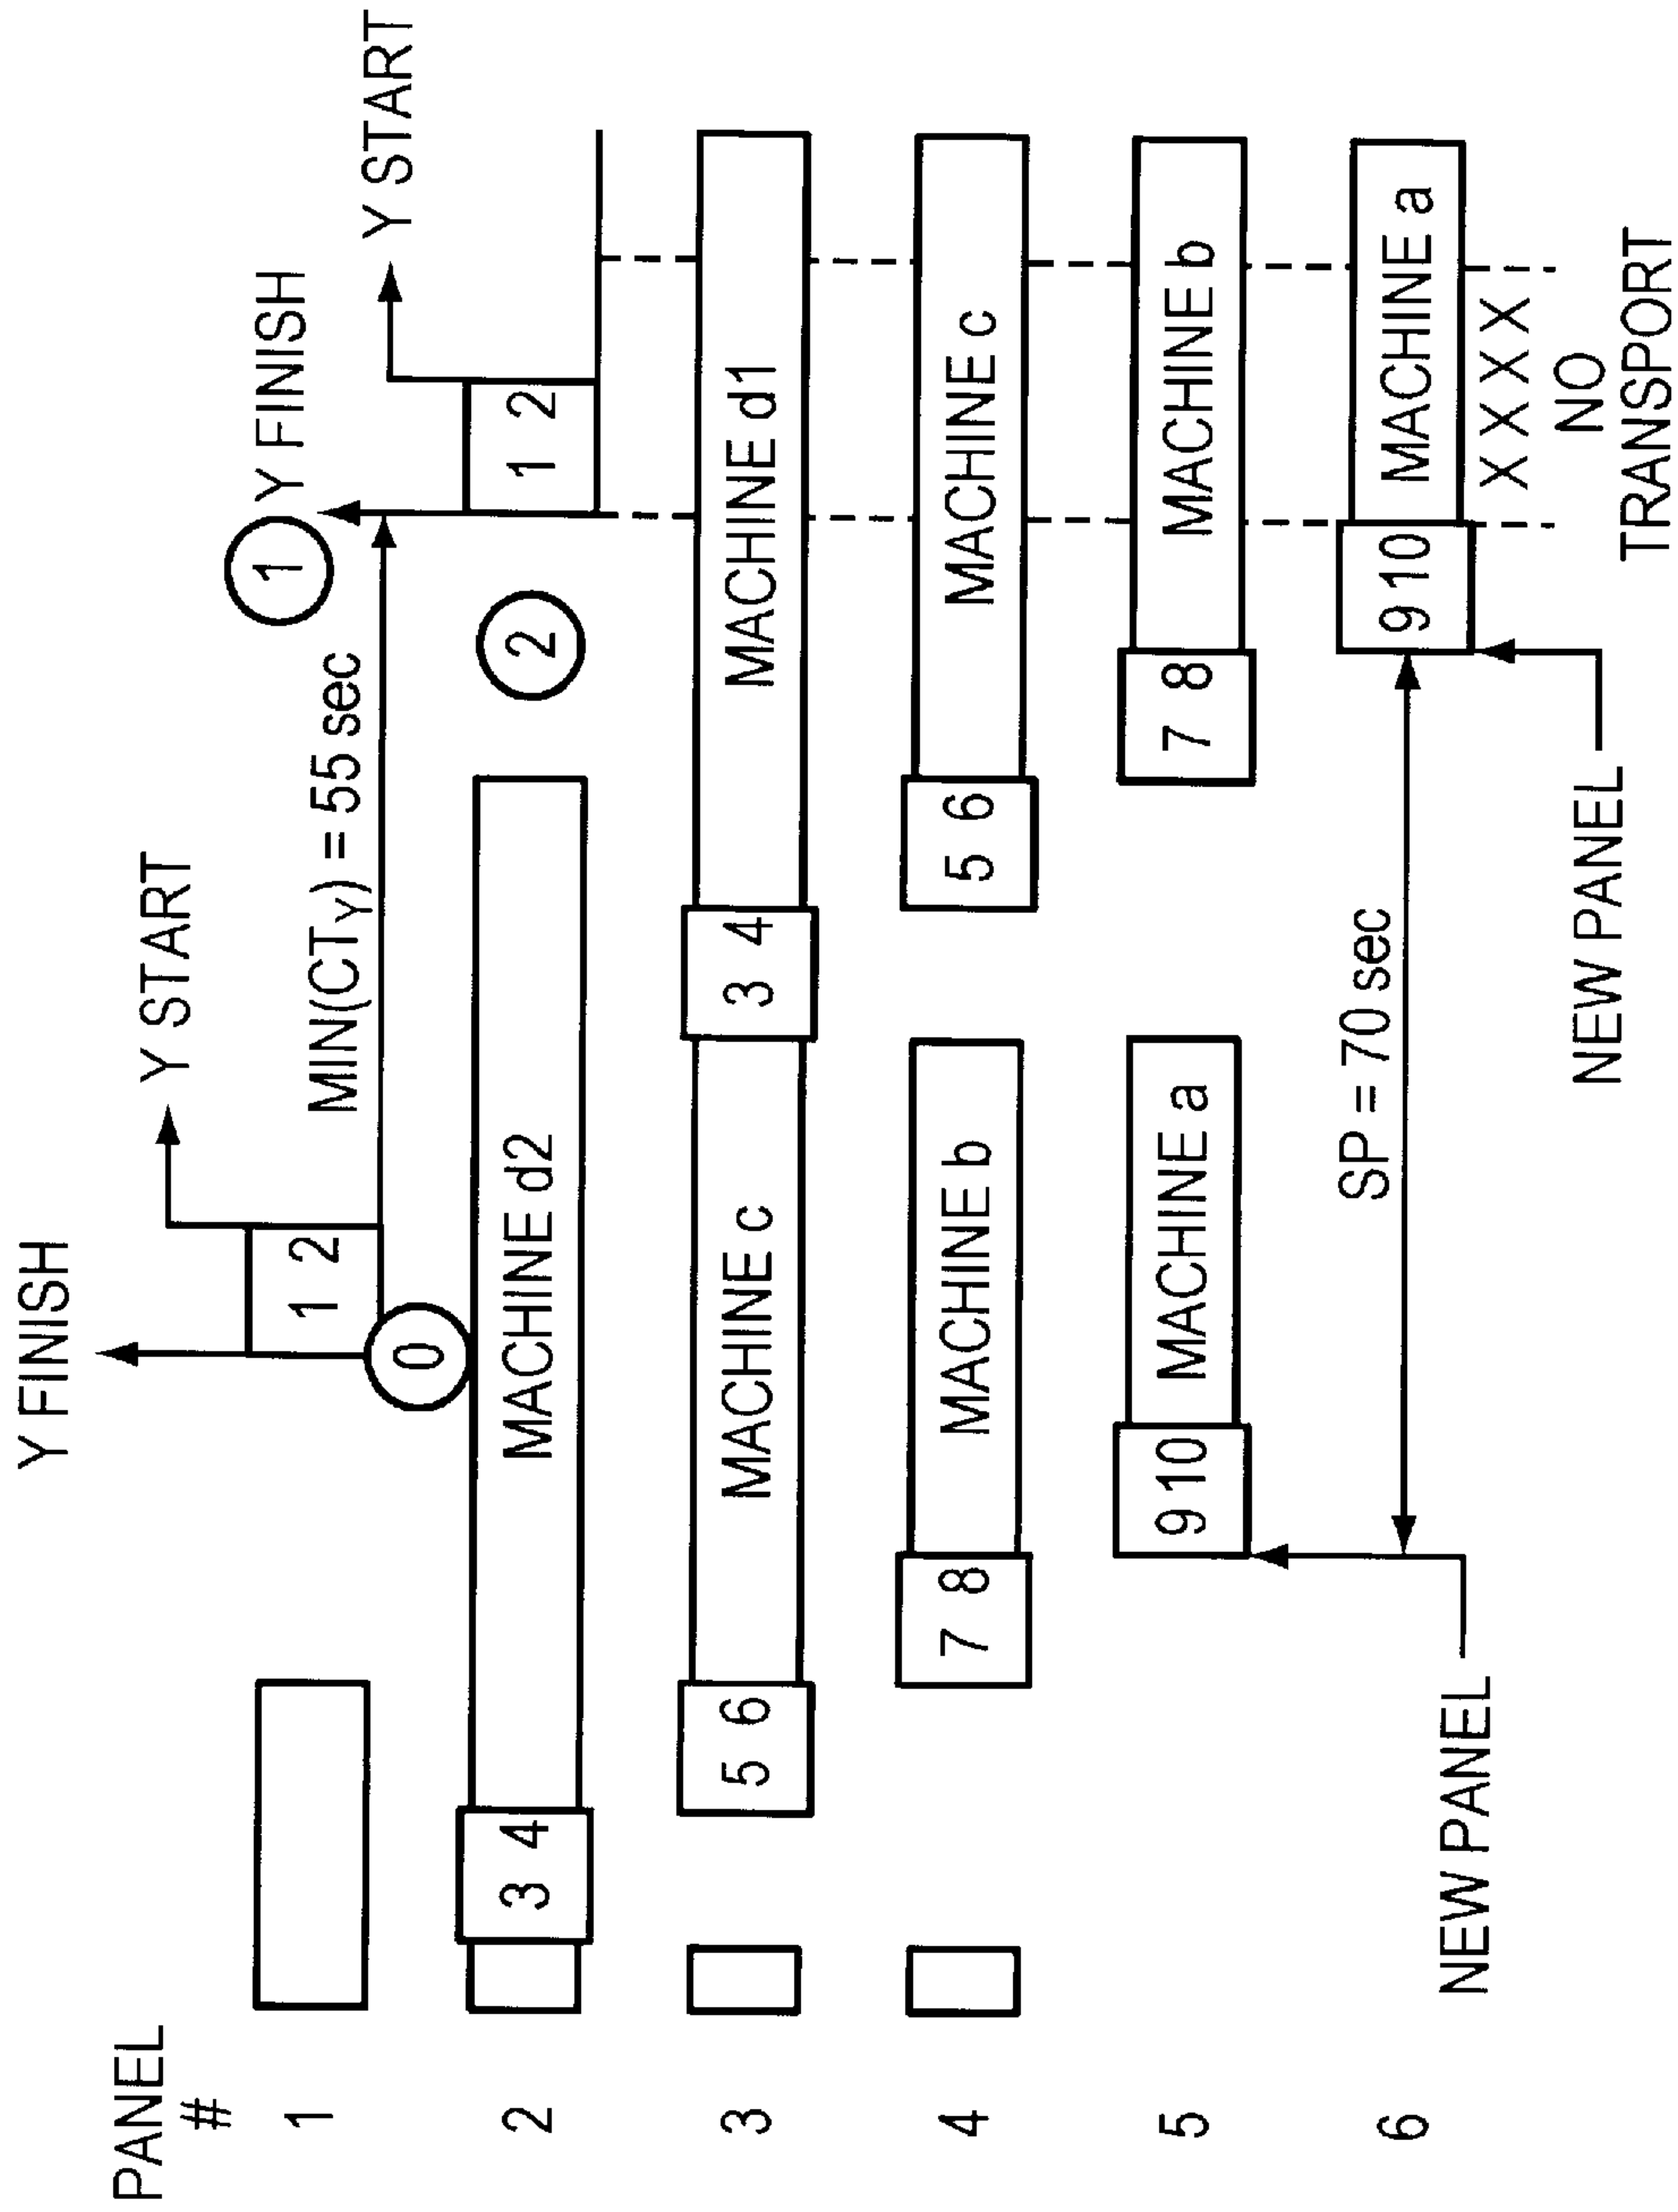 PANEL
#
Y FINISH
Y START
Y FINISH
Y START
1
1 2
MIN(CTY) = 55 sec
1
0
2
3 4
MACHINE d2
2
1 2
3
5 6
MACHINE c
3 4
MACHINE d1
4
7 8
MACHINE b
5 6
MACHINE c
5
9 10
MACHINE a
7 8
MACHINE b
6
SP = 70 sec
9 10
MACHINE a
X X X X
NO
TRANSPORT
NEW PANEL
NEW PANEL